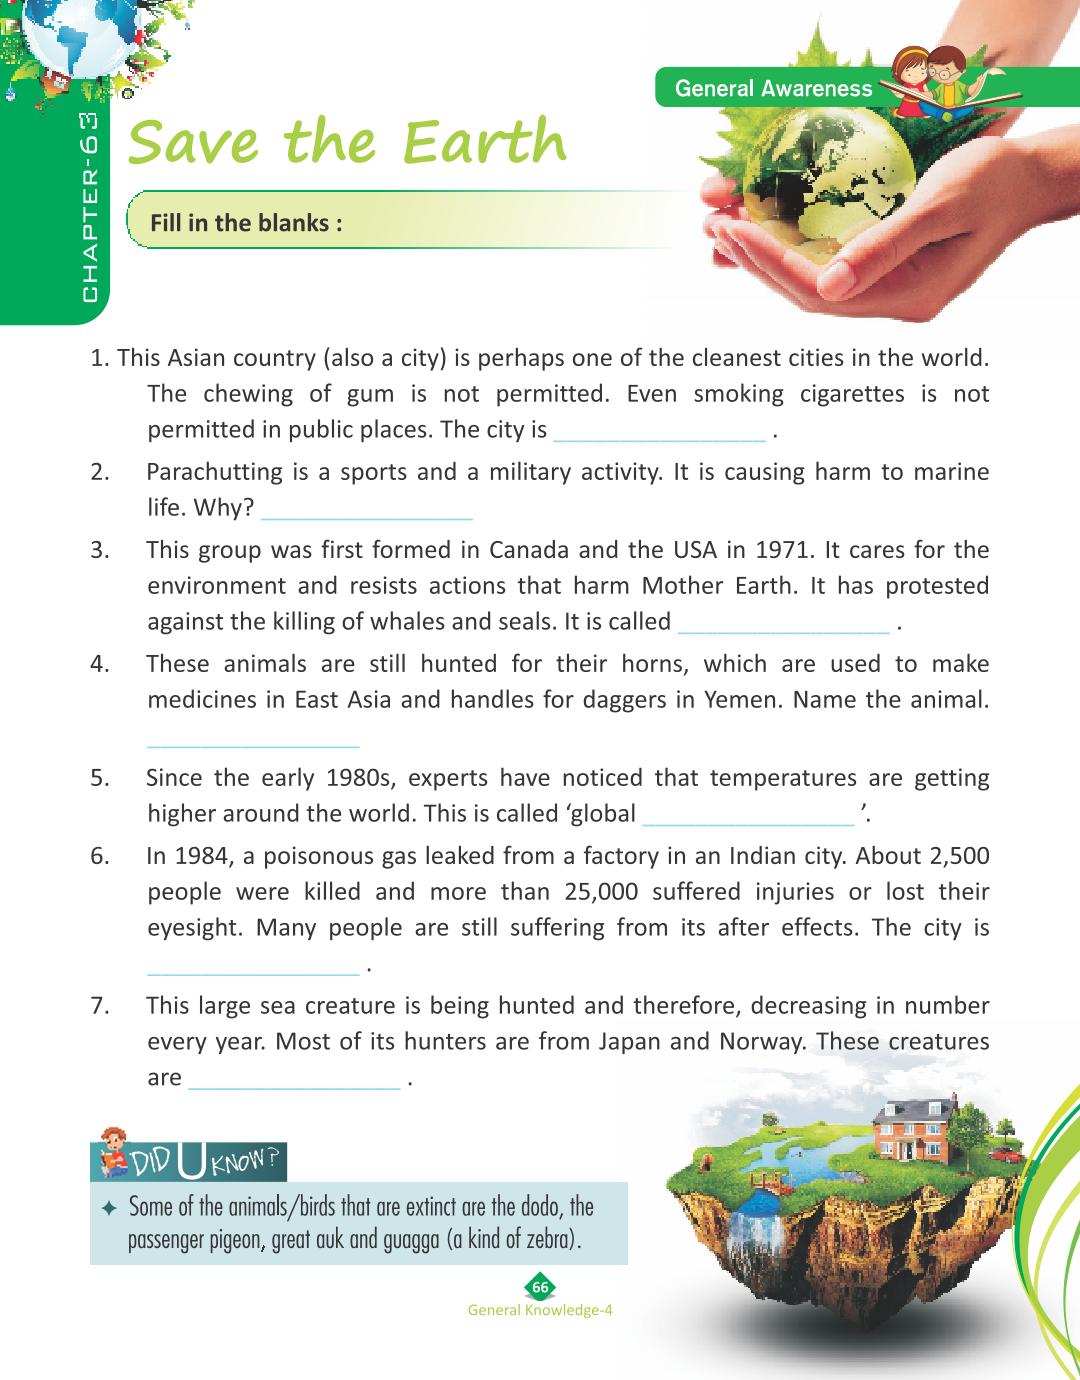 General Awareness
CHAPTER-63
Save the Earth
Fill in the blanks :
1. This Asian country (also a city) is perhaps one of the cleanest cities in the world.
The chewing of gum is not permitted. Even smoking cigarettes is not
permitted in public places. The city is ________________ .
2. Parachutting is a sports and a military activity. It is causing harm to marine
life. Why? ________________
3. This group was first formed in Canada and the USA in 1971. It cares for the
environment and resists actions that harm Mother Earth. It has protested
against the killing of whales and seals. It is called ________________ .
4. These animals are still hunted for their horns, which are used to make
medicines in East Asia and handles for daggers in Yemen. Name the animal.
________________
5. Since the early 1980s, experts have noticed that temperatures are getting
higher around the world. This is called ‘global ________________ ’.
6. In 1984, a poisonous gas leaked from a factory in an Indian city. About 2,500
people were killed and more than 25,000 suffered injuries or lost their
eyesight. Many people are still suffering from its after effects. The city is
________________ .
7. This large sea creature is being hunted and therefore, decreasing in number
every year. Most of its hunters are from Japan and Norway. These creatures
are ________________ .
DID U KNOW?
✦ Some of the animals/birds that are extinct are the dodo, the
passenger pigeon, great auk and guagga (a kind of zebra).
66
General Knowledge-4